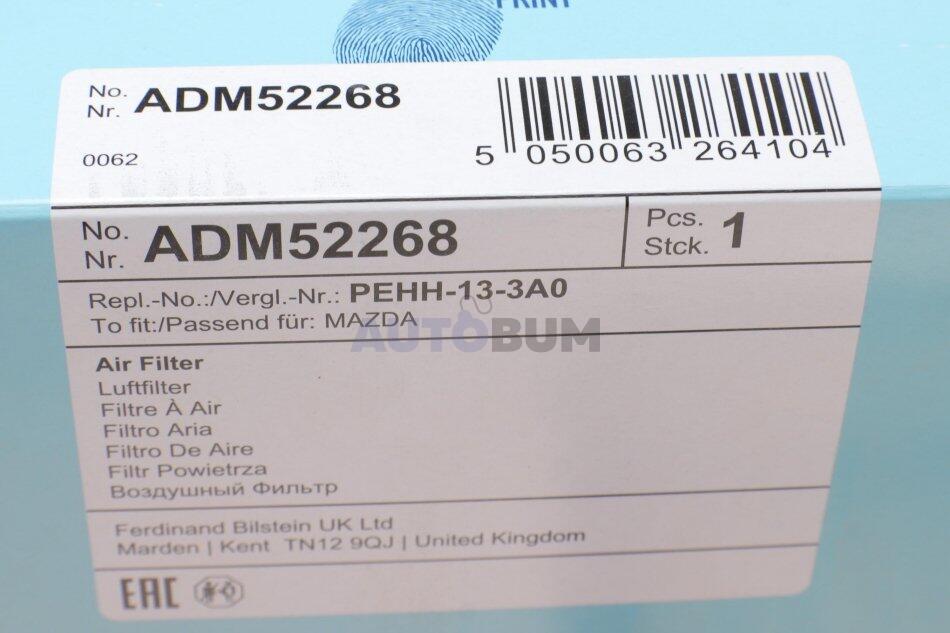 PRINT
No.
Nr. ADM52268
0062
5 050063 264104
No.
Nr. ADM52268
Pcs.
Stck. 1
Repl.-No.:/Vergl.-Nr.: PEHH-13-3A0
To fit:/Passend für: MAZDA
AUTOBUM
Air Filter
Luftfilter
Filtre À Air
Filtro Aria
Filtro De Aire
Filtr Powietrza
Воздушный Фильтр
Ferdinand Bilstein UK Ltd
Marden | Kent TN12 9QJ | United Kingdom
EAC